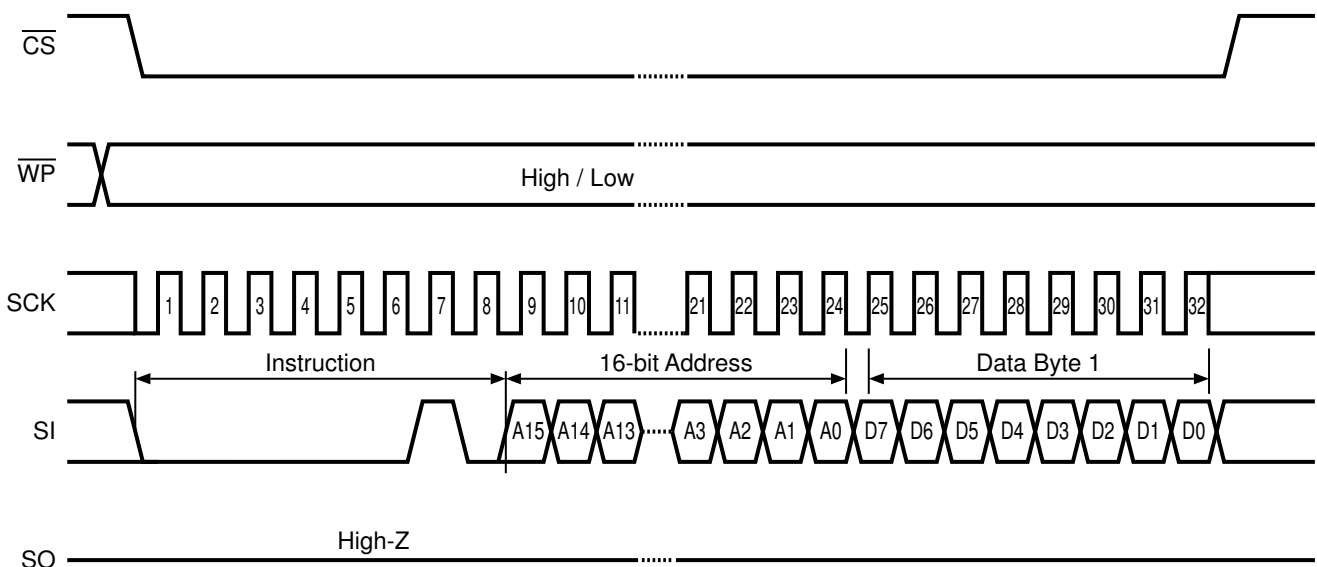 CS
WP
High / Low
SCK
1 2 3 4 5 6 7 8 9 10 11 21 22 23 24 25 26 27 28 29 30 31 32
Instruction 16-bit Address Data Byte 1
SI
A15 A14 A13 A3 A2 A1 A0 D7 D6 D5 D4 D3 D2 D1 D0
High-Z
SO